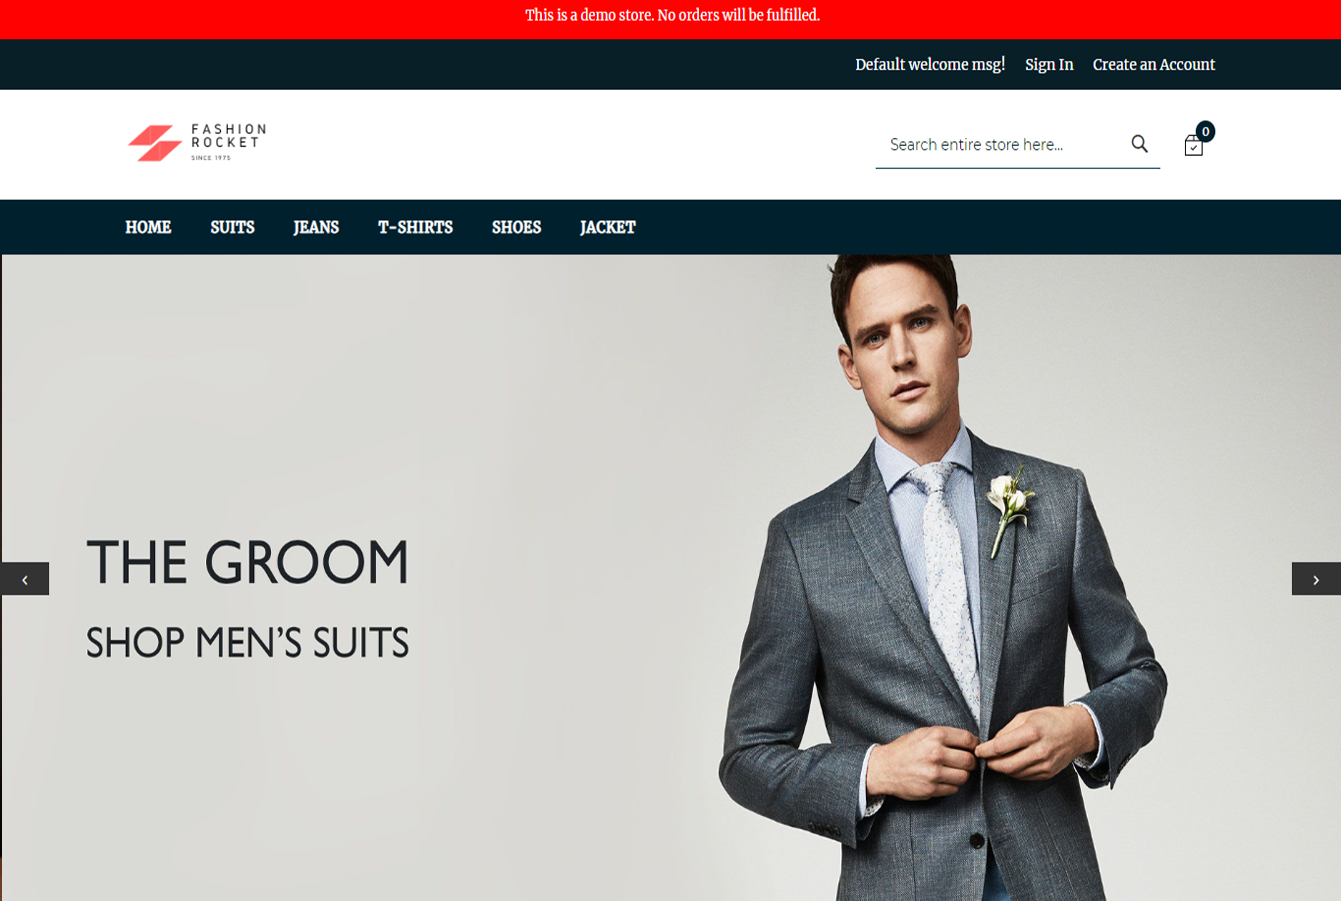 This is a demo store. No orders will be fulfilled.
Default welcome msg! Sign In Create an Account
FASHION
ROCKET
SINCE 1975
Search entire store here...
0
HOME SUITS JEANS T-SHIRTS SHOES JACKET
THE GROOM
SHOP MEN’S SUITS